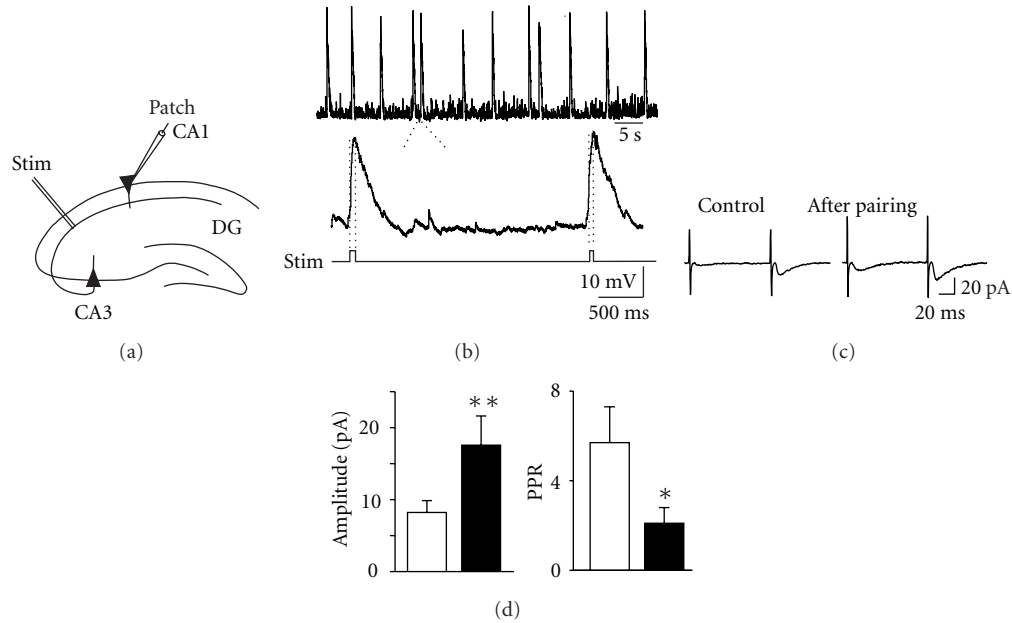 Patch
CA1
Stim
DG
CA3
(a)
5 s
Stim
10 mV
500 ms
(b)
Control
After pairing
20 pA
20 ms
(c)
Amplitude (pA)
20
10
0
**
PPR
8
4
0
*
(d)